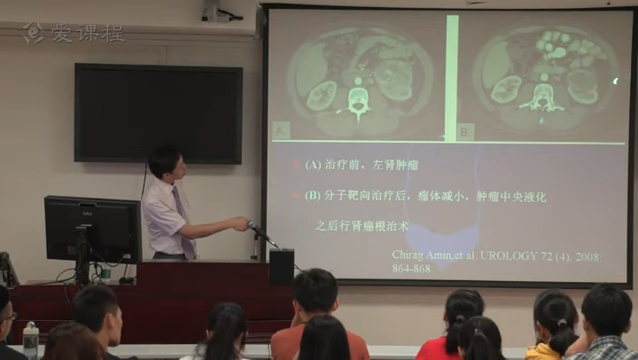 爱课程
A.
B.
(A) 治疗前，左肾肿瘤
(B) 分子靶向治疗后，瘤体减小，肿瘤中央液化
之后行肾癌根治术
Chirag Amin,et al. UROLOGY 72 (4), 2008:
864-868